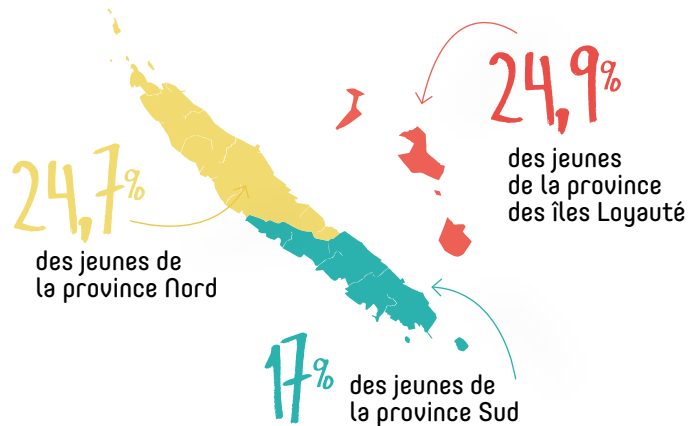 24,9%
des jeunes
de la province
des îles Loyauté
24,7%
des jeunes de
la province Nord
17%
des jeunes de
la province Sud